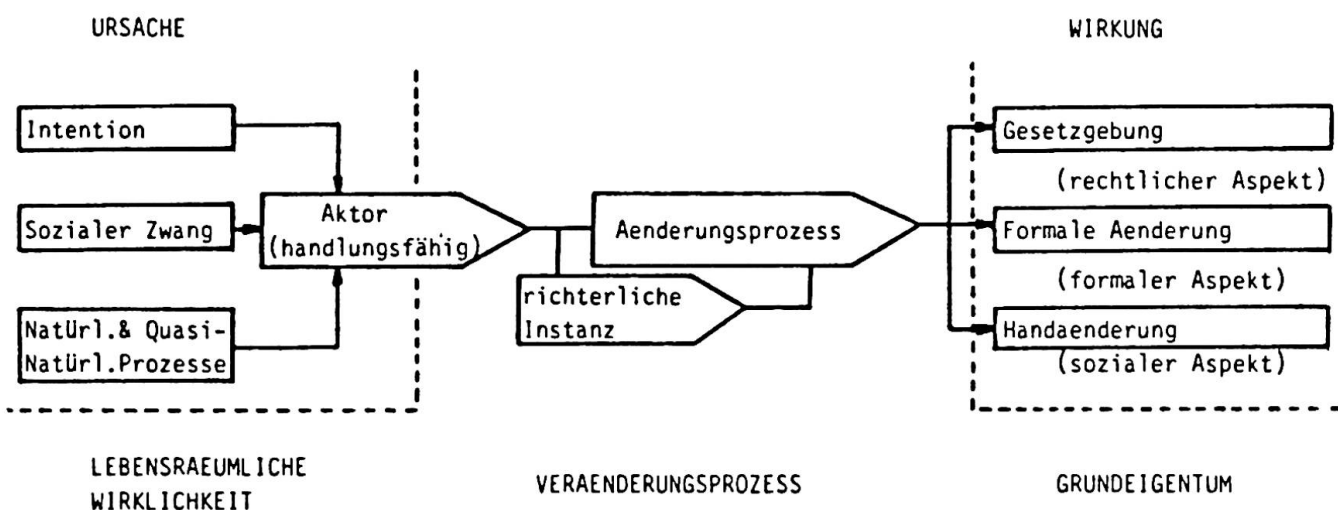 URSACHE
WIRKUNG
Intention
Sozialer Zwang
Natürl.& Quasi-
Natürl.Prozesse
Aktor
(handlungsfähig)
Aenderungsprozess
richterliche
Instanz
Gesetzgebung
(rechtlicher Aspekt)
Formale Aenderung
(formaler Aspekt)
Handaenderung
(sozialer Aspekt)
LEBENSRAEUMLICHE
WIRKLICHKEIT
VERAENDERUNGSPROZESS
GRUNDEIGENTUM